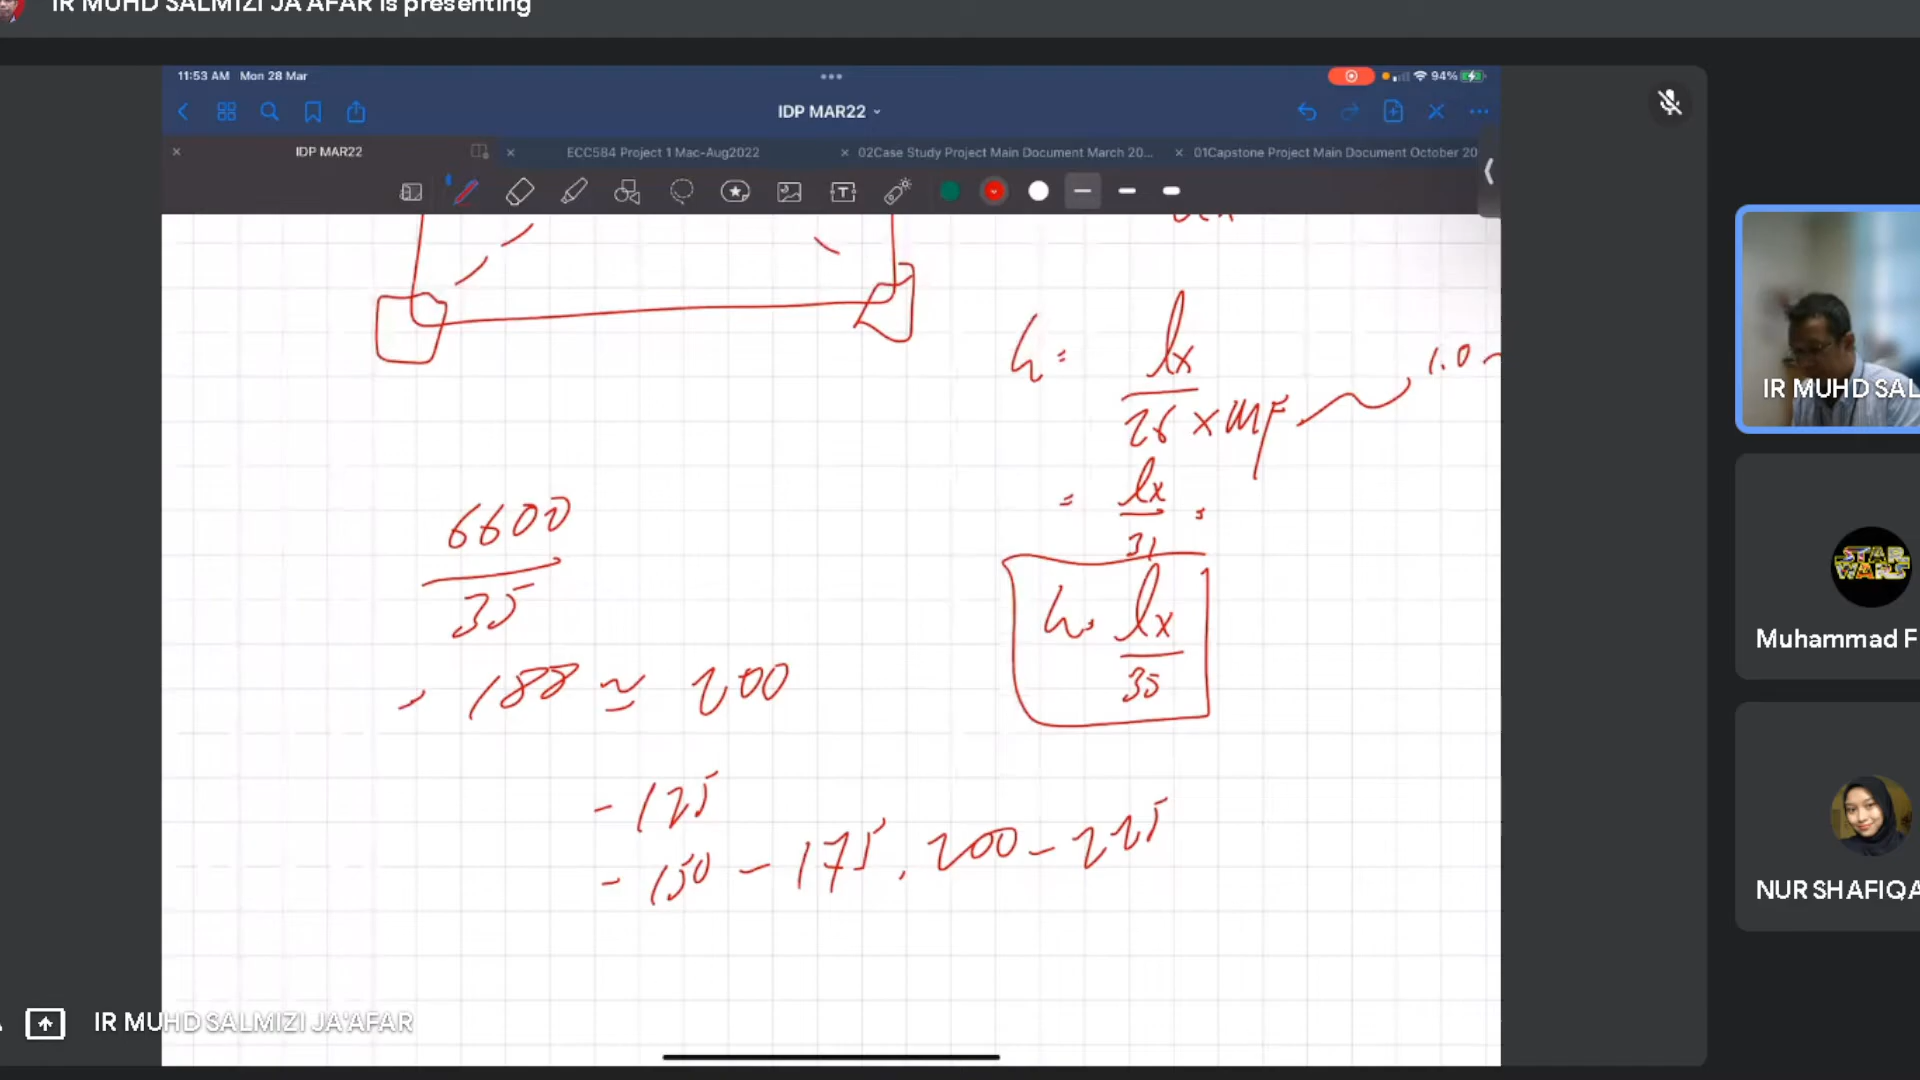 IR MUHD SALMIZI JA'AFAR is presenting
11:53 AM Mon 28 Mar
94%
IDP MAR22
IDP MAR22
ECC584 Project 1 Mac-Aug2022
02Case Study Project Main Document March 20...
01Capstone Project Main Document October 20
T
h = lx
26 x MF
1.0
= lx
31
h = lx
35
6600
35
= 188 ≃ 200
- 125
- 150 - 175, 200 - 225
IR MUHD SAL
STAR
WARS
Muhammad F
NUR SHAFIQA
IR MUHD SALMIZI JA'AFAR